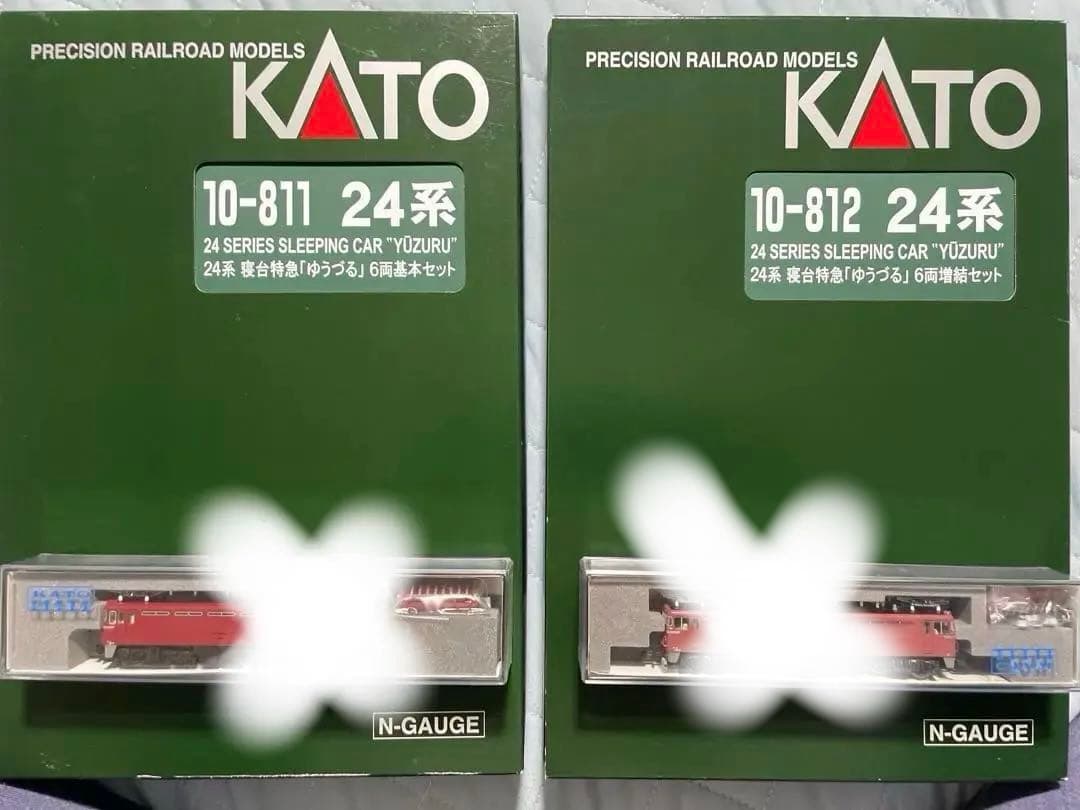 PRECISION RAILROAD MODELS
KATO
10-811 24系
24 SERIES SLEEPING CAR "YŪZURU"
24系 寝台特急「ゆうづる」 6両基本セット
KATO
N-GAUGE
PRECISION RAILROAD MODELS
KATO
10-812 24系
24 SERIES SLEEPING CAR "YŪZURU"
24系 寝台特急「ゆうづる」 6両増結セット
N-GAUGE